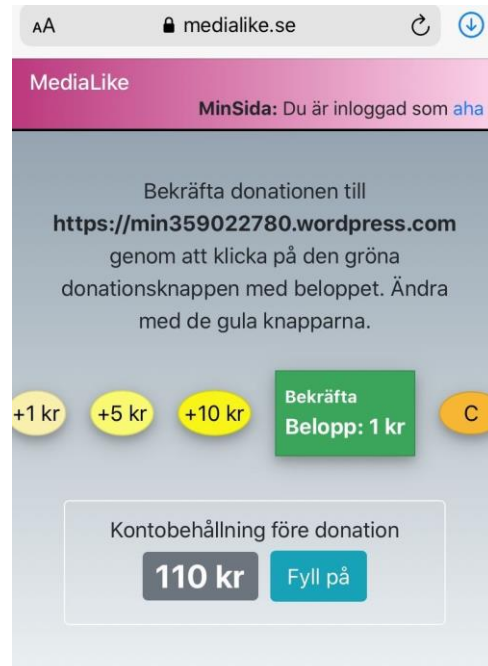 AA
medialike.se
MediaLike
MinSida: Du är inloggad som aha
Bekräfta donationen till
https://min359022780.wordpress.com
genom att klicka på den gröna
donationsknappen med beloppet. Ändra
med de gula knapparna.
+1 kr
+5 kr
+10 kr
Bekräfta
Belopp: 1 kr
C
Kontobehållning före donation
110 kr
Fyll på